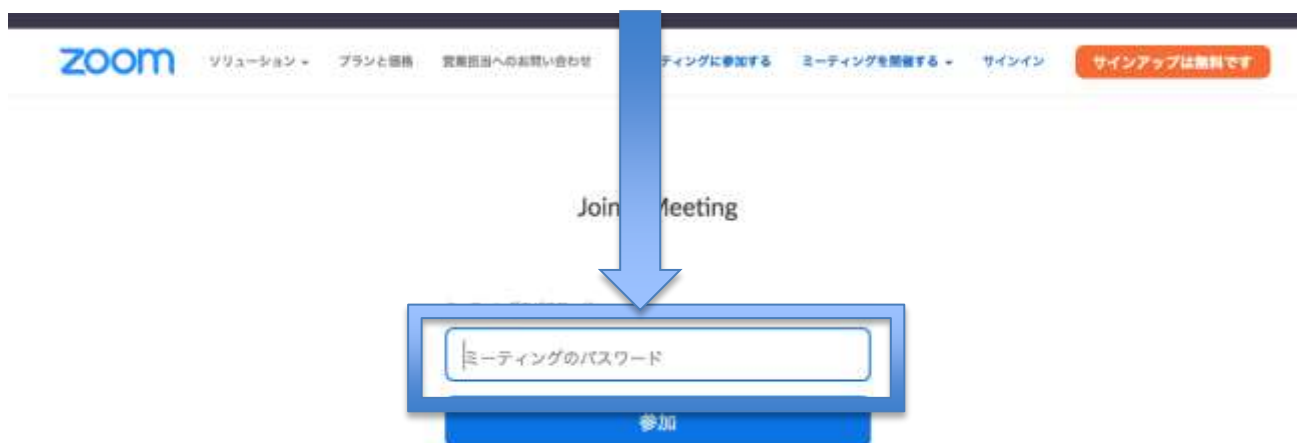 zoom ソリューション プランと価格 営業担当へのお問い合わせ ティングに参加する ミーティングを開催する サインイン サインアップは無料です
Join Meeting
ミーティングのパスワード
参加